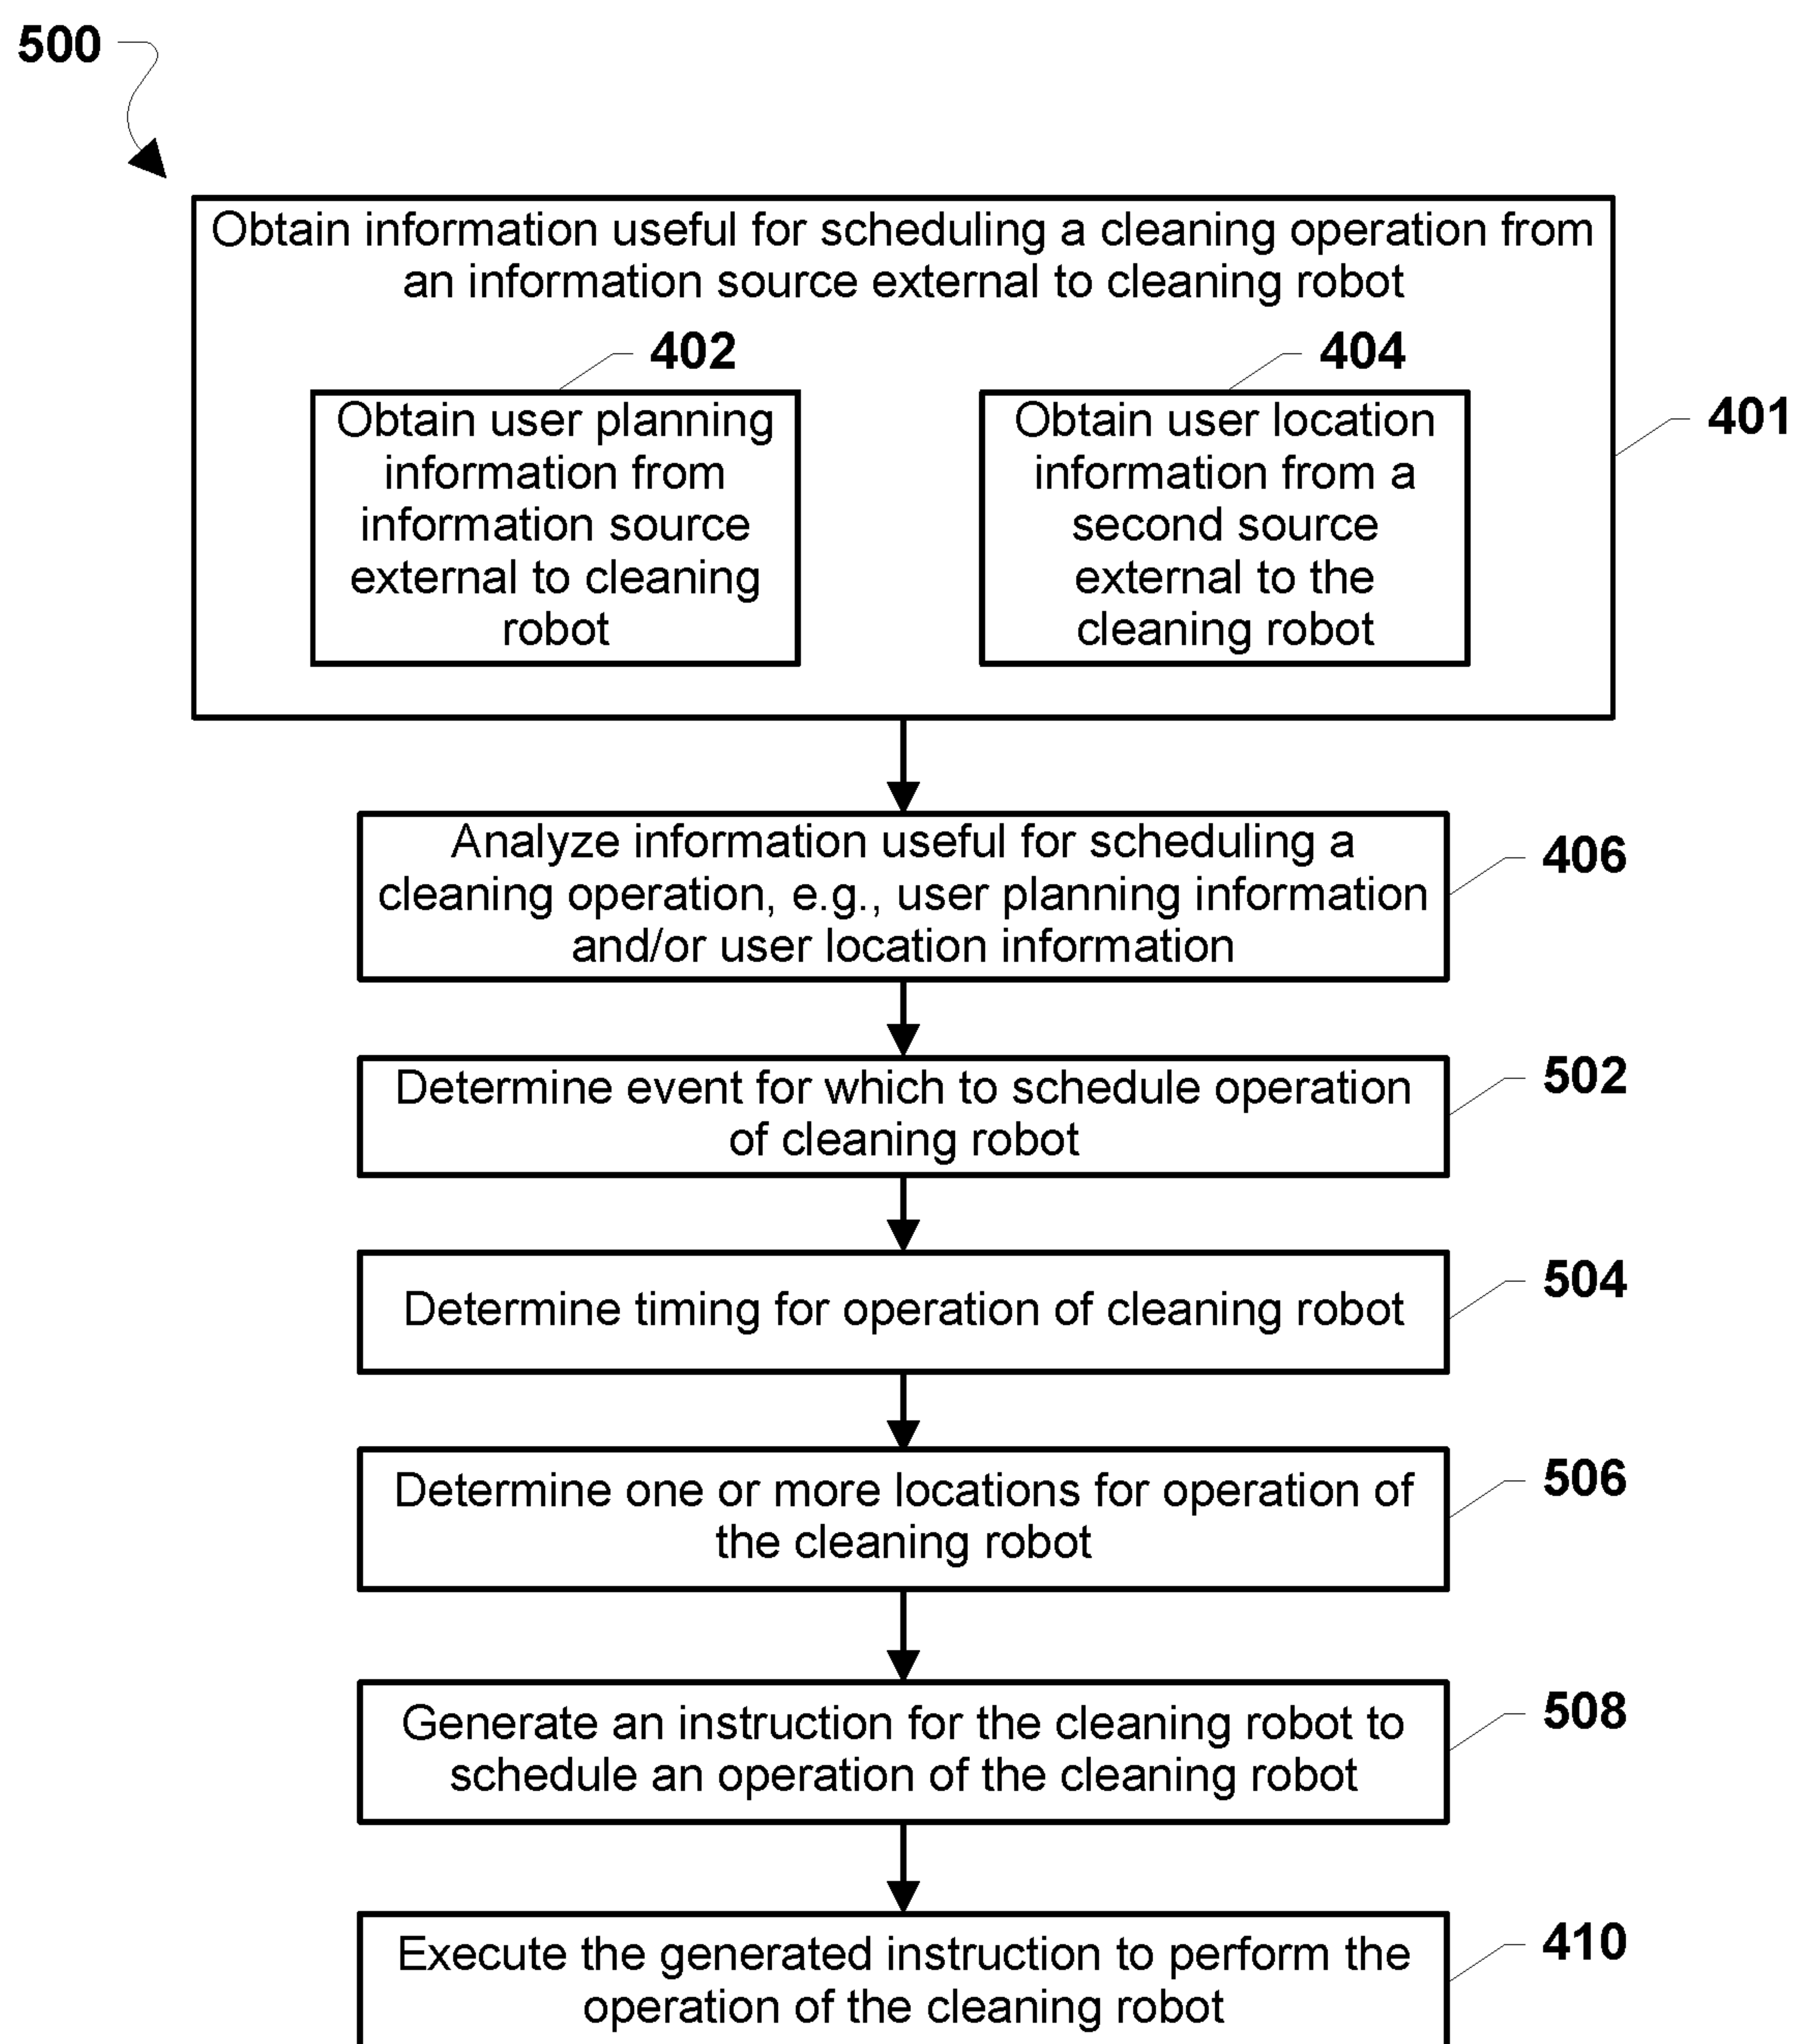 500
Obtain information useful for scheduling a cleaning operation from
an information source external to cleaning robot
402
404
401
Obtain user planning
information from
information source
external to cleaning
robot
Obtain user location
information from a
second source
external to the
cleaning robot
Analyze information useful for scheduling a
cleaning operation, e.g., user planning information
and/or user location information
406
Determine event for which to schedule operation
of cleaning robot
502
Determine timing for operation of cleaning robot
504
Determine one or more locations for operation of
the cleaning robot
506
Generate an instruction for the cleaning robot to
schedule an operation of the cleaning robot
508
Execute the generated instruction to perform the
operation of the cleaning robot
410